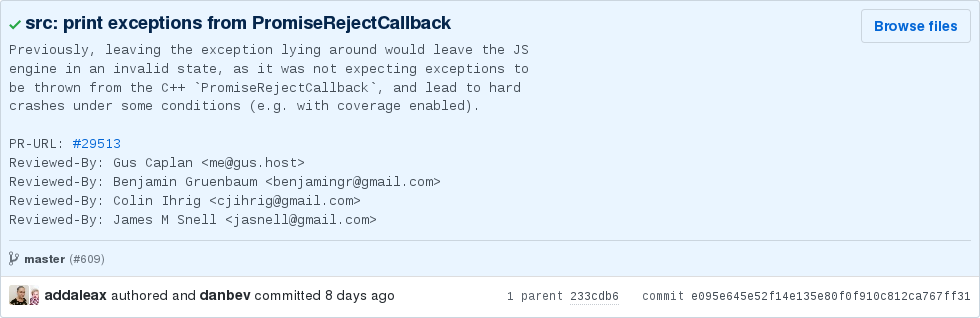 src: print exceptions from PromiseRejectCallback
Browse files
Previously, leaving the exception lying around would leave the JS
engine in an invalid state, as it was not expecting exceptions to
be thrown from the C++ `PromiseRejectCallback`, and lead to hard
crashes under some conditions (e.g. with coverage enabled).
PR-URL: #29513
Reviewed-By: Gus Caplan <me@gus.host>
Reviewed-By: Benjamin Gruenbaum <benjamingr@gmail.com>
Reviewed-By: Colin Ihrig <cjihrig@gmail.com>
Reviewed-By: James M Snell <jasnell@gmail.com>
master (#609)
addaleax authored and danbev committed 8 days ago 1 parent 233cdb6 commit e095e645e52f14e135e80f0f910c812ca767ff31